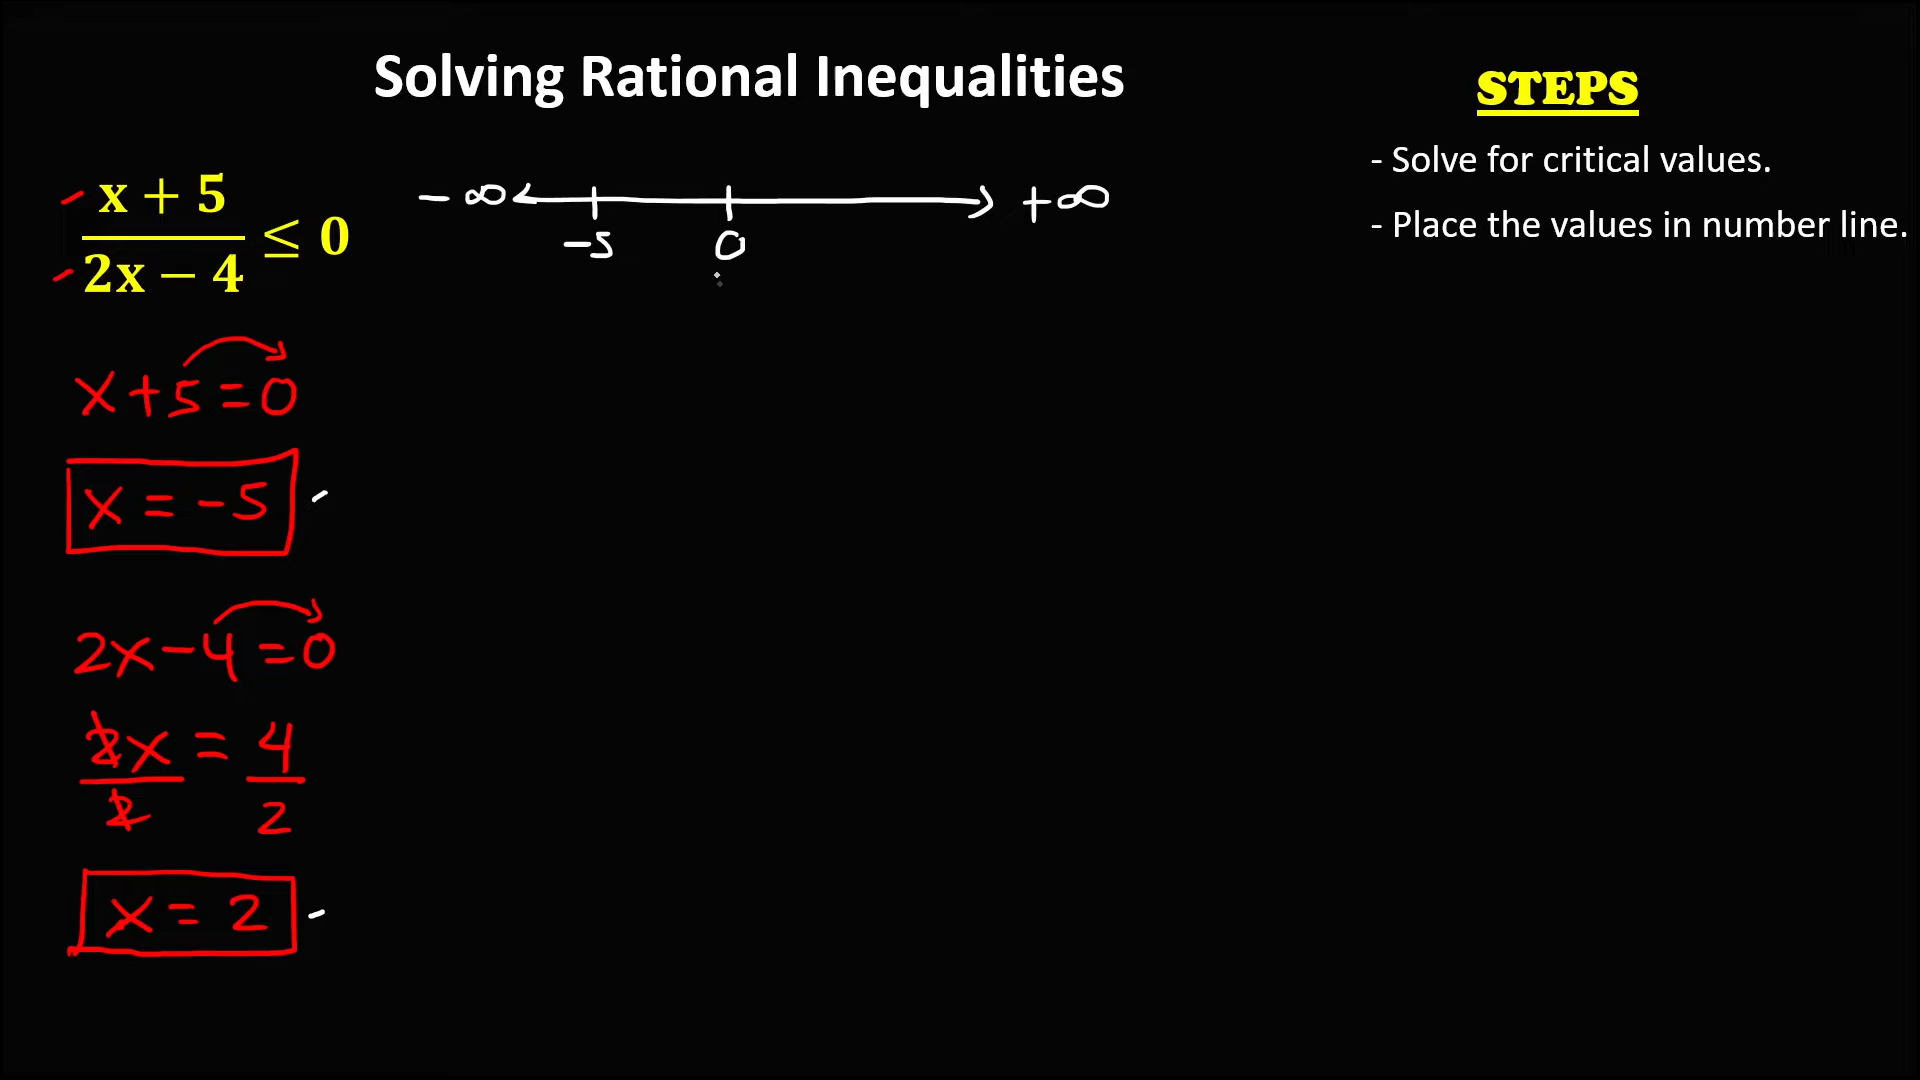 Solving Rational Inequalities
STEPS
- Solve for critical values.
- Place the values in number line.
x + 5
2x − 4
≤ 0
− ∞
+ ∞
−5
0
x + 5 = 0
x = −5
2x − 4 = 0
2x = 4
2 2
x = 2